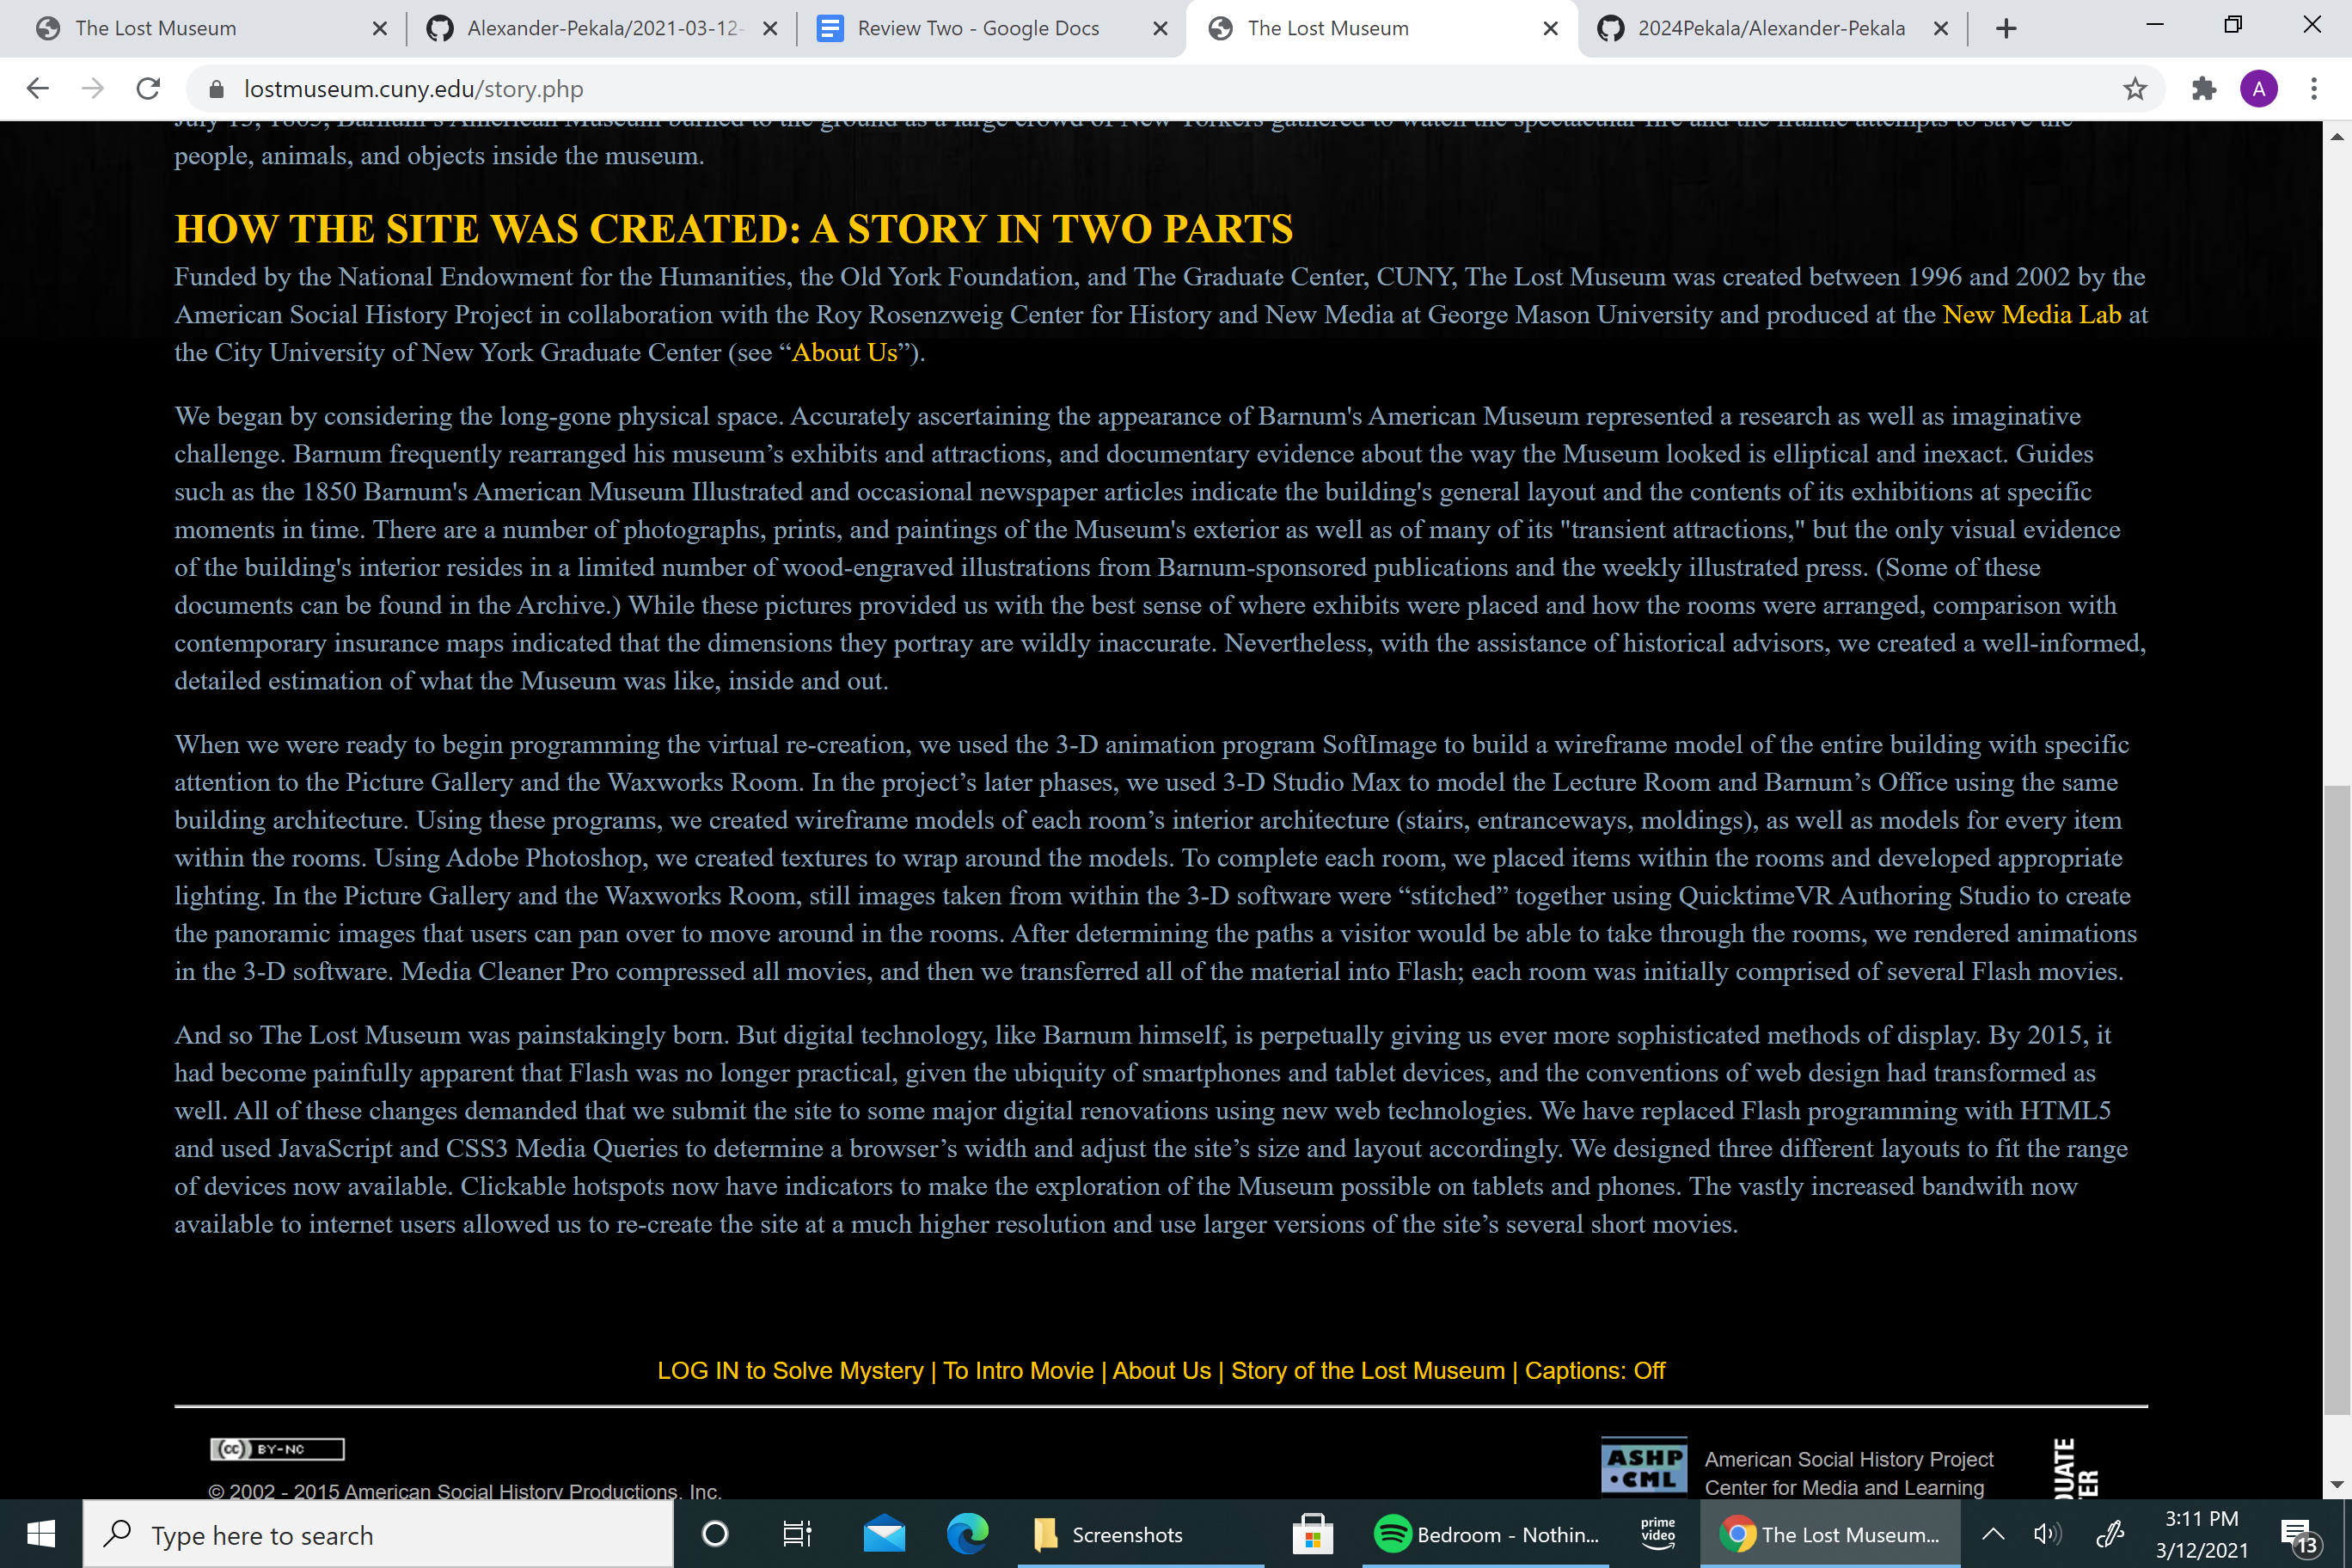 The Lost Museum
Alexander-Pekala/2021-03-12-
Review Two - Google Docs
The Lost Museum
2024Pekala/Alexander-Pekala
lostmuseum.cuny.edu/story.php
A
July 13, 1865, Barnum's American Museum burned to the ground as a large crowd of New Yorkers gathered to watch the spectacular fire and the frantic attempts to save the
people, animals, and objects inside the museum.
HOW THE SITE WAS CREATED: A STORY IN TWO PARTS
Funded by the National Endowment for the Humanities, the Old York Foundation, and The Graduate Center, CUNY, The Lost Museum was created between 1996 and 2002 by the
American Social History Project in collaboration with the Roy Rosenzweig Center for History and New Media at George Mason University and produced at the New Media Lab at
the City University of New York Graduate Center (see “About Us”).
We began by considering the long-gone physical space. Accurately ascertaining the appearance of Barnum's American Museum represented a research as well as imaginative
challenge. Barnum frequently rearranged his museum’s exhibits and attractions, and documentary evidence about the way the Museum looked is elliptical and inexact. Guides
such as the 1850 Barnum's American Museum Illustrated and occasional newspaper articles indicate the building's general layout and the contents of its exhibitions at specific
moments in time. There are a number of photographs, prints, and paintings of the Museum's exterior as well as of many of its "transient attractions," but the only visual evidence
of the building's interior resides in a limited number of wood-engraved illustrations from Barnum-sponsored publications and the weekly illustrated press. (Some of these
documents can be found in the Archive.) While these pictures provided us with the best sense of where exhibits were placed and how the rooms were arranged, comparison with
contemporary insurance maps indicated that the dimensions they portray are wildly inaccurate. Nevertheless, with the assistance of historical advisors, we created a well-informed,
detailed estimation of what the Museum was like, inside and out.
When we were ready to begin programming the virtual re-creation, we used the 3-D animation program SoftImage to build a wireframe model of the entire building with specific
attention to the Picture Gallery and the Waxworks Room. In the project’s later phases, we used 3-D Studio Max to model the Lecture Room and Barnum’s Office using the same
building architecture. Using these programs, we created wireframe models of each room’s interior architecture (stairs, entranceways, moldings), as well as models for every item
within the rooms. Using Adobe Photoshop, we created textures to wrap around the models. To complete each room, we placed items within the rooms and developed appropriate
lighting. In the Picture Gallery and the Waxworks Room, still images taken from within the 3-D software were “stitched” together using QuicktimeVR Authoring Studio to create
the panoramic images that users can pan over to move around in the rooms. After determining the paths a visitor would be able to take through the rooms, we rendered animations
in the 3-D software. Media Cleaner Pro compressed all movies, and then we transferred all of the material into Flash; each room was initially comprised of several Flash movies.
And so The Lost Museum was painstakingly born. But digital technology, like Barnum himself, is perpetually giving us ever more sophisticated methods of display. By 2015, it
had become painfully apparent that Flash was no longer practical, given the ubiquity of smartphones and tablet devices, and the conventions of web design had transformed as
well. All of these changes demanded that we submit the site to some major digital renovations using new web technologies. We have replaced Flash programming with HTML5
and used JavaScript and CSS3 Media Queries to determine a browser’s width and adjust the site’s size and layout accordingly. We designed three different layouts to fit the range
of devices now available. Clickable hotspots now have indicators to make the exploration of the Museum possible on tablets and phones. The vastly increased bandwith now
available to internet users allowed us to re-create the site at a much higher resolution and use larger versions of the site’s several short movies.
LOG IN to Solve Mystery | To Intro Movie | About Us | Story of the Lost Museum | Captions: Off
cc BY-NC
© 2002 - 2015 American Social History Productions, Inc.
ASHP
•CML
American Social History Project
Center for Media and Learning
Type here to search
Screenshots
Bedroom - Nothin...
prime
video
The Lost Museum...
3:11 PM
3/12/2021
13